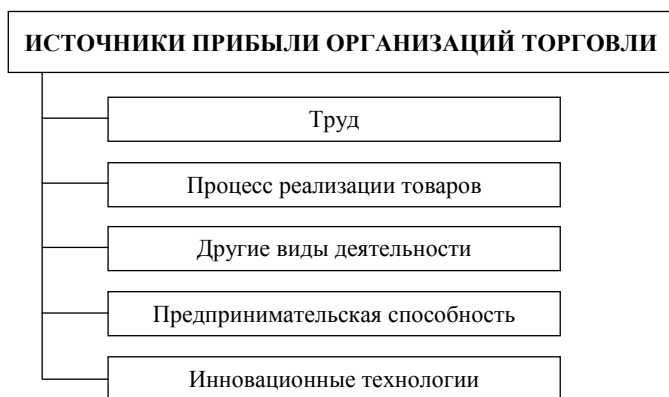 ИСТОЧНИКИ ПРИБЫЛИ ОРГАНИЗАЦИЙ ТОРГОВЛИ
Труд
Процесс реализации товаров
Другие виды деятельности
Предпринимательская способность
Инновационные технологии